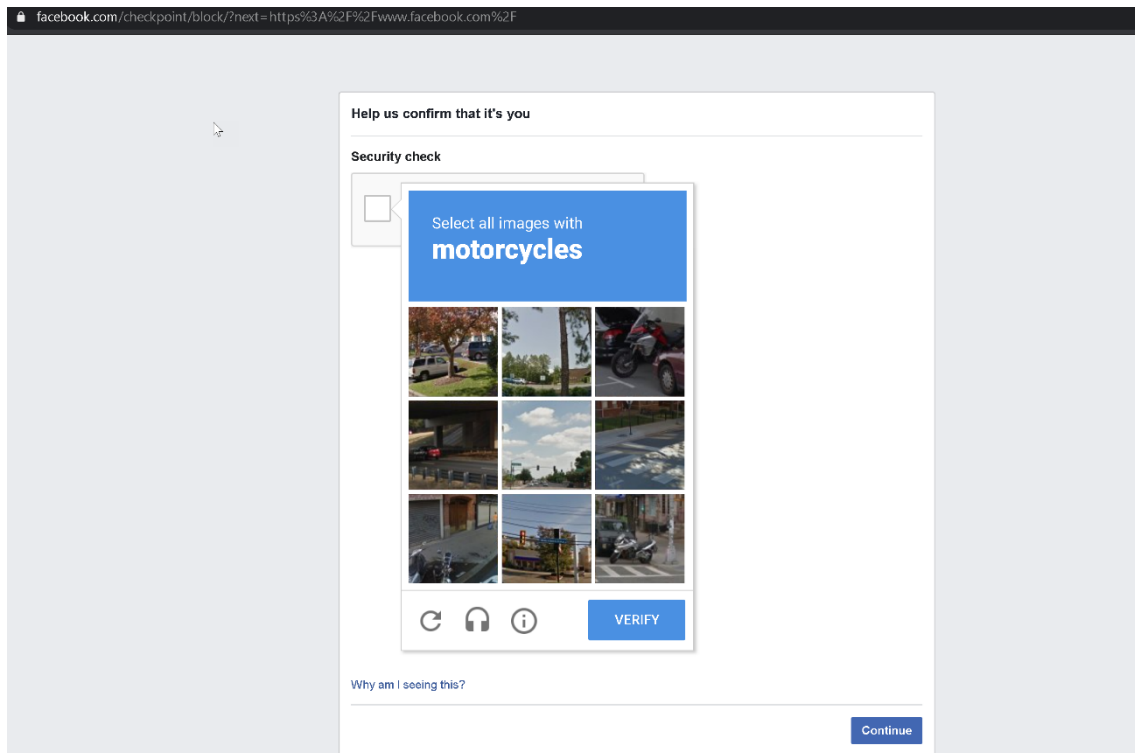 facebook.com/checkpoint/block/?next=https%3A%2F%2Fwww.facebook.com%2F
Help us confirm that it's you
Security check
Select all images with
motorcycles
VERIFY
Why am I seeing this?
Continue